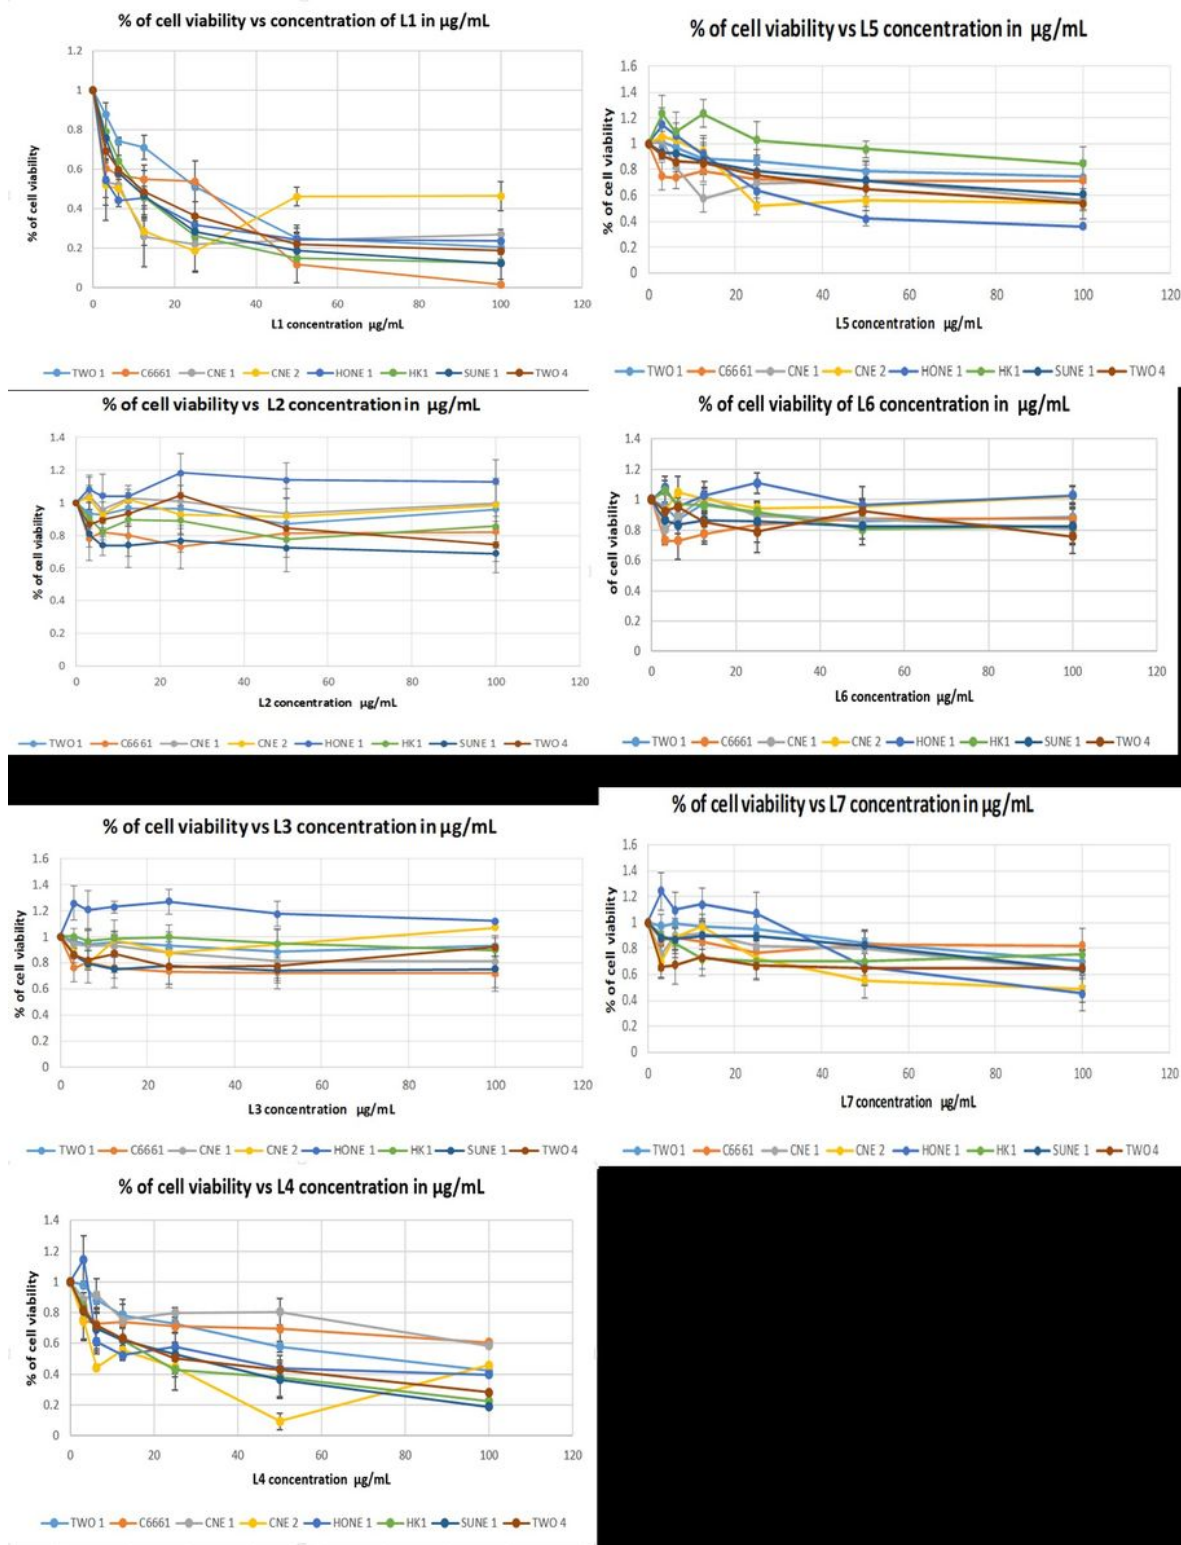 % of cell viability vs concentration of L1 in µg/mL
% of cell viability
1.2
1
0.8
0.6
0.4
0.2
0
0 20 40 60 80 100 120
L1 concentration µg/mL
TWO 1 C6661 CNE 1 CNE 2 HONE 1 HK1 SUNE 1 TWO 4
% of cell viability vs L5 concentration in µg/mL
% of cell viability
1.6
1.4
1.2
1
0.8
0.6
0.4
0.2
0
0 20 40 60 80 100 120
L5 concentration µg/mL
TWO 1 C6661 CNE 1 CNE 2 HONE 1 HK1 SUNE 1 TWO 4
% of cell viability vs L2 concentration in µg/mL
% of cell viability
1.4
1.2
1
0.8
0.6
0.4
0.2
0
0 20 40 60 80 100 120
L2 concentration µg/mL
TWO 1 C6661 CNE 1 CNE 2 HONE 1 HK1 SUNE 1 TWO 4
% of cell viability of L6 concentration in µg/mL
of cell viability
1.4
1.2
1
0.8
0.6
0.4
0.2
0
0 20 40 60 80 100 120
L6 concentration µg/mL
TWO 1 C6661 CNE 1 CNE 2 HONE 1 HK1 SUNE 1 TWO 4
% of cell viability vs L3 concentration in µg/mL
% of cell viability
1.6
1.4
1.2
1
0.8
0.6
0.4
0.2
0
0 20 40 60 80 100 120
L3 concentration µg/mL
TWO 1 C6661 CNE 1 CNE 2 HONE 1 HK1 SUNE 1 TWO 4
% of cell viability vs L7 concentration in µg/mL
% of cell viability
1.6
1.4
1.2
1
0.8
0.6
0.4
0.2
0
0 20 40 60 80 100 120
L7 concentration µg/mL
TWO 1 C6661 CNE 1 CNE 2 HONE 1 HK1 SUNE 1 TWO 4
% of cell viability vs L4 concentration in µg/mL
% of cell viability
1.4
1.2
1
0.8
0.6
0.4
0.2
0
0 20 40 60 80 100 120
L4 concentration µg/mL
TWO 1 C6661 CNE 1 CNE 2 HONE 1 HK1 SUNE 1 TWO 4